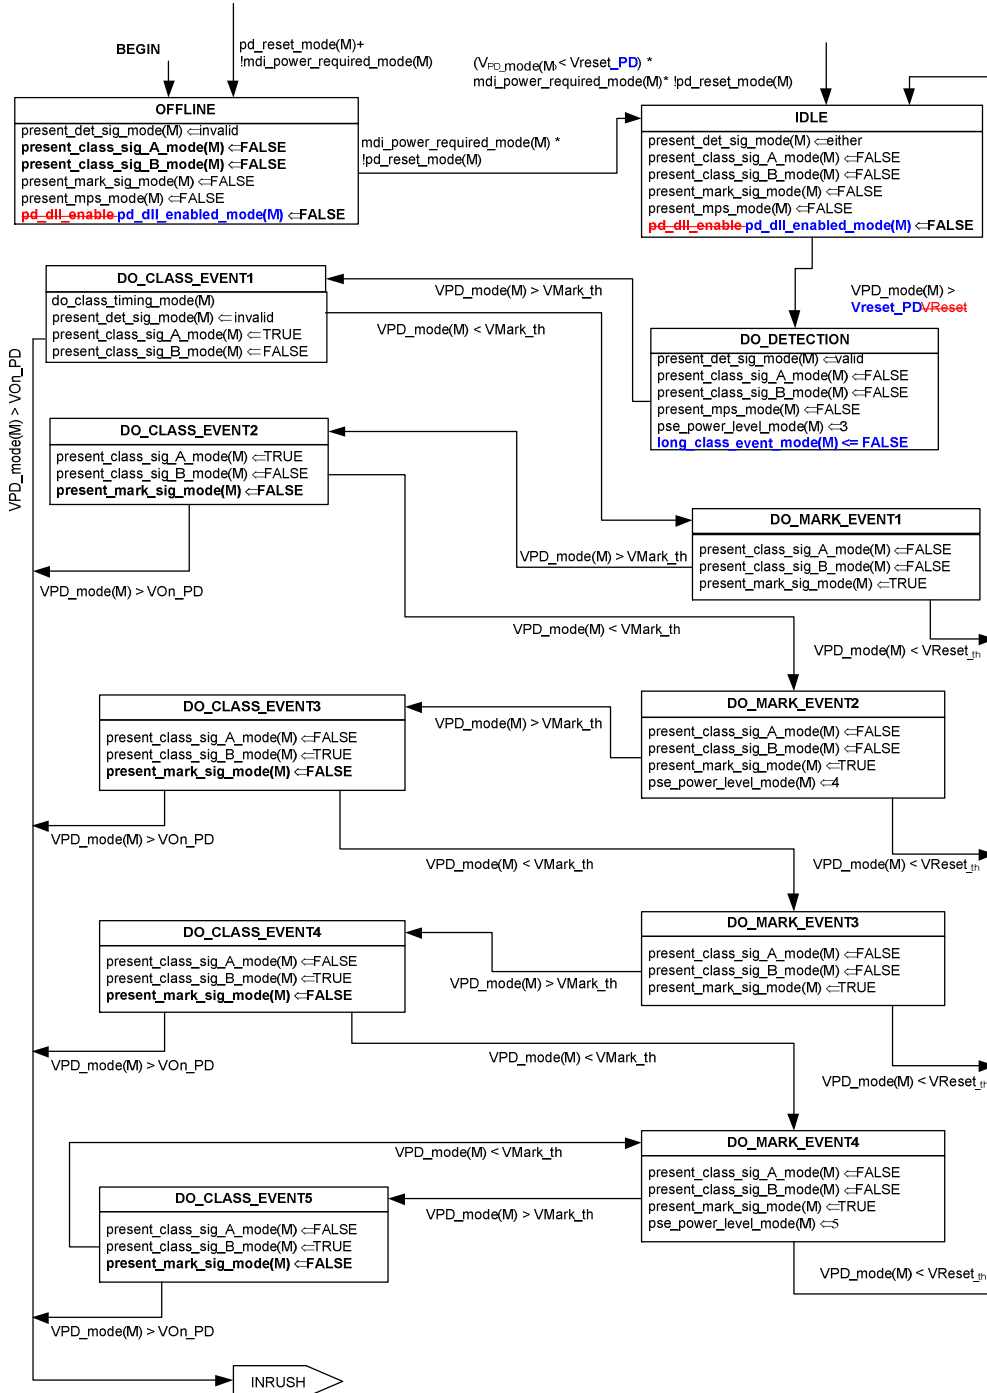 BEGIN
pd_reset_mode(M)+
!mdi_power_required_mode(M)
(VPD_mode(M) < Vreset_PD) *
mdi_power_required_mode(M)* !pd_reset_mode(M)
OFFLINE
present_det_sig_mode(M) ⇐invalid
present_class_sig_A_mode(M) ⇐FALSE
present_class_sig_B_mode(M) ⇐FALSE
present_mark_sig_mode(M) ⇐FALSE
present_mps_mode(M) ⇐FALSE
pd_dll_enable pd_dll_enabled_mode(M) ⇐FALSE
mdi_power_required_mode(M) *
!pd_reset_mode(M)
IDLE
present_det_sig_mode(M) ⇐either
present_class_sig_A_mode(M) ⇐FALSE
present_class_sig_B_mode(M) ⇐FALSE
present_mark_sig_mode(M) ⇐FALSE
present_mps_mode(M) ⇐FALSE
pd_dll_enable pd_dll_enabled_mode(M) ⇐FALSE
DO_CLASS_EVENT1
do_class_timing_mode(M)
present_det_sig_mode(M) ⇐ invalid
present_class_sig_A_mode(M) ⇐ TRUE
present_class_sig_B_mode(M) ⇐ FALSE
VPD_mode(M) > VMark_th
VPD_mode(M) < VMark_th
VPD_mode(M) >
Vreset_PDVReset
DO_DETECTION
present_det_sig_mode(M) ⇐valid
present_class_sig_A_mode(M) ⇐FALSE
present_class_sig_B_mode(M) ⇐FALSE
present_mps_mode(M) ⇐FALSE
pse_power_level_mode(M) ⇐3
long_class_event_mode(M) <= FALSE
VPD_mode(M) > VOn_PD
DO_CLASS_EVENT2
present_class_sig_A_mode(M) ⇐TRUE
present_class_sig_B_mode(M) ⇐FALSE
present_mark_sig_mode(M) ⇐FALSE
VPD_mode(M) > VOn_PD
VPD_mode(M) > VMark_th
DO_MARK_EVENT1
present_class_sig_A_mode(M) ⇐FALSE
present_class_sig_B_mode(M) ⇐FALSE
present_mark_sig_mode(M) ⇐TRUE
VPD_mode(M) < VMark_th
VPD_mode(M) < VReset_th
DO_CLASS_EVENT3
present_class_sig_A_mode(M) ⇐FALSE
present_class_sig_B_mode(M) ⇐TRUE
present_mark_sig_mode(M) ⇐FALSE
VPD_mode(M) > VOn_PD
VPD_mode(M) > VMark_th
DO_MARK_EVENT2
present_class_sig_A_mode(M) ⇐FALSE
present_class_sig_B_mode(M) ⇐FALSE
present_mark_sig_mode(M) ⇐TRUE
pse_power_level_mode(M) ⇐4
VPD_mode(M) < VMark_th
VPD_mode(M) < VReset_th
DO_CLASS_EVENT4
present_class_sig_A_mode(M) ⇐FALSE
present_class_sig_B_mode(M) ⇐TRUE
present_mark_sig_mode(M) ⇐FALSE
VPD_mode(M) > VOn_PD
VPD_mode(M) > VMark_th
DO_MARK_EVENT3
present_class_sig_A_mode(M) ⇐FALSE
present_class_sig_B_mode(M) ⇐FALSE
present_mark_sig_mode(M) ⇐TRUE
VPD_mode(M) < VMark_th
VPD_mode(M) < VReset_th
VPD_mode(M) < VMark_th
DO_MARK_EVENT4
present_class_sig_A_mode(M) ⇐FALSE
present_class_sig_B_mode(M) ⇐FALSE
present_mark_sig_mode(M) ⇐TRUE
pse_power_level_mode(M) ⇐5
DO_CLASS_EVENT5
present_class_sig_A_mode(M) ⇐FALSE
present_class_sig_B_mode(M) ⇐TRUE
present_mark_sig_mode(M) ⇐FALSE
VPD_mode(M) > VMark_th
VPD_mode(M) < VReset_th
VPD_mode(M) > VOn_PD
INRUSH